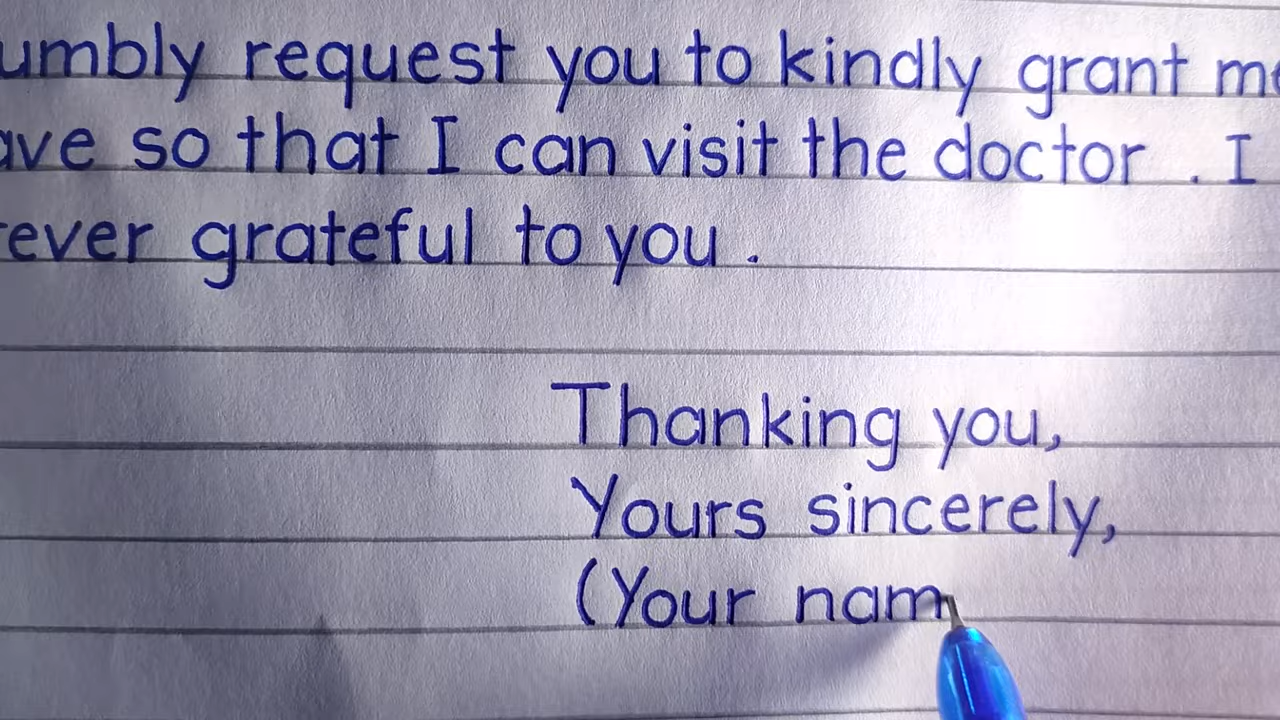 umbly request you to kindly grant me
ave so that I can visit the doctor . I
ever grateful to you .
Thanking you,
Yours sincerely,
(Your nam